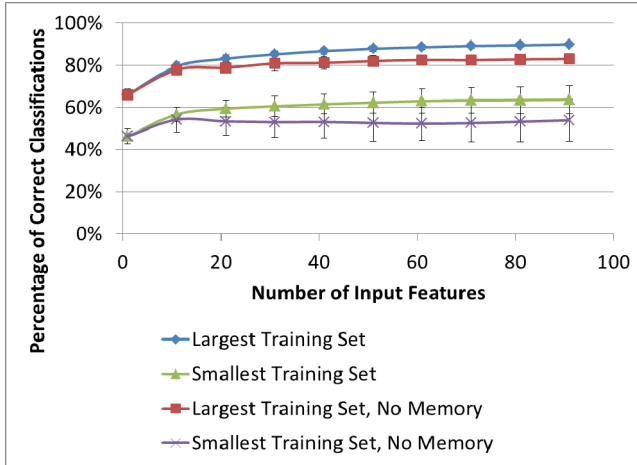 Percentage of Correct Classifications
100%
80%
60%
40%
20%
0%
0 20 40 60 80 100
Number of Input Features
Largest Training Set
Smallest Training Set
Largest Training Set, No Memory
Smallest Training Set, No Memory